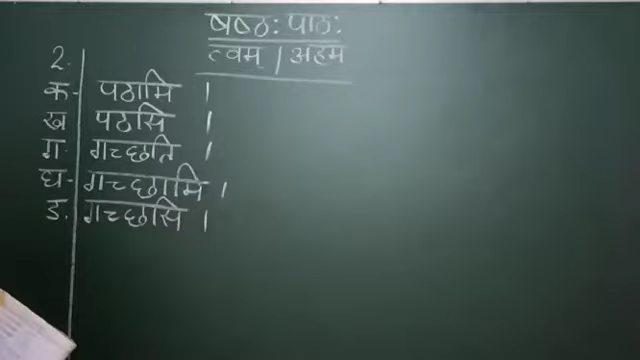 षष्ठः पाठः
त्वम् / अहम
2.
क- पठामि ।
ख पठसि ।
ग. गच्छति ।
घ- गच्छामि ।
ङ. गच्छसि ।